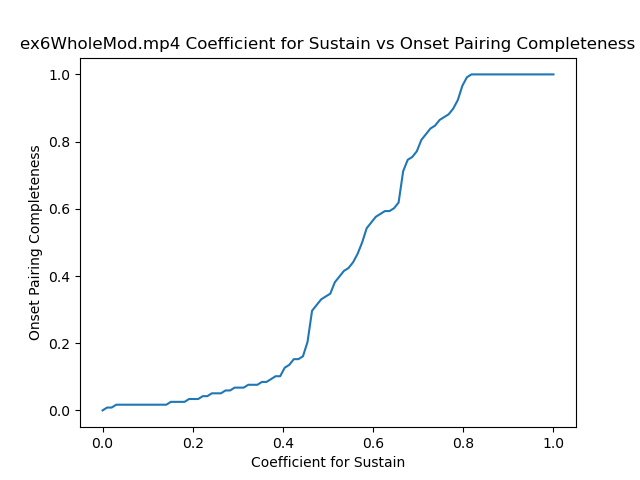 ex6WholeMod.mp4 Coefficient for Sustain vs Onset Pairing Completeness
1.0
0.8
0.6
0.4
0.2
0.0
Onset Pairing Completeness
0.0 0.2 0.4 0.6 0.8 1.0
Coefficient for Sustain